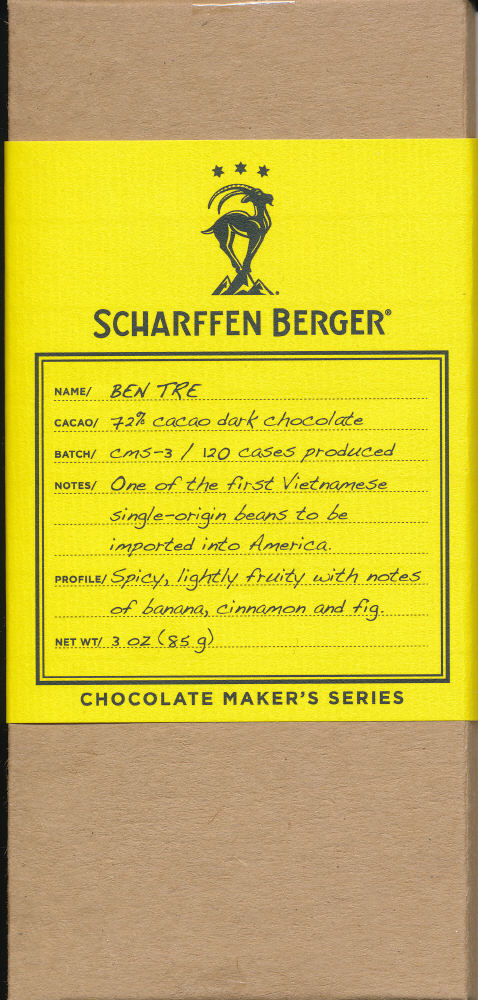 SCHARFFEN BERGER®
NAME/ BEN TRE
CACAO/ 72% cacao dark chocolate
BATCH/ CMS-3 / 120 cases produced
NOTES/ One of the first Vietnamese
single-origin beans to be
imported into America.
PROFILE/ Spicy, lightly fruity with notes
of banana, cinnamon and fig.
NET WT/ 3 OZ (85 g)
CHOCOLATE MAKER'S SERIES